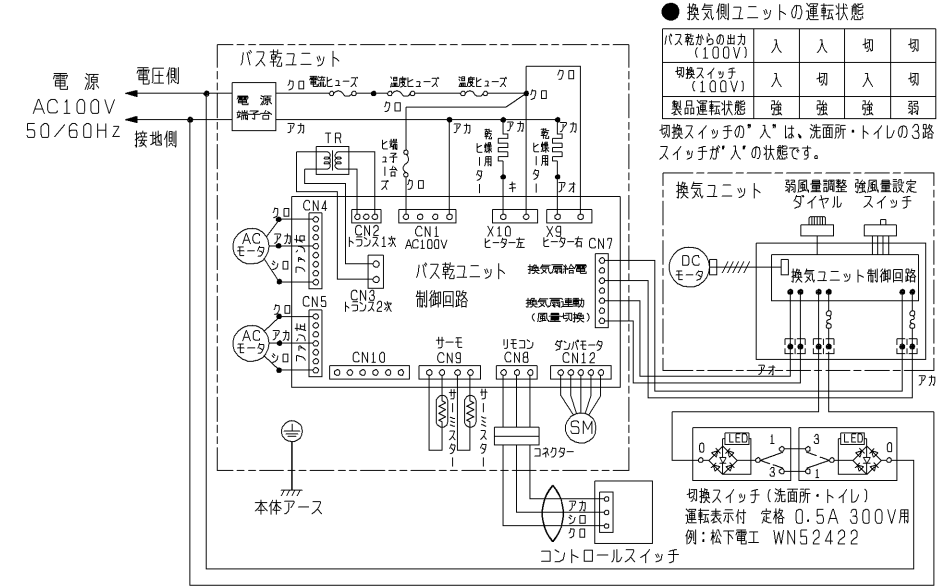 ● 換気側ユニットの運転状態
バス乾からの出力(100V) 入 入 切 切
切換スイッチ(100V) 入 切 入 切
製品運転状態 強 強 強 弱
切換スイッチの"入"は、洗面所・トイレの3路
スイッチが"入"の状態です。
電源
AC100V
50/60Hz
電圧側
接地側
バス乾ユニット
電源
端子台
クロ
電流ヒューズ
温度ヒューズ
温度ヒューズ
クロ
クロ
クロ
アカ
アカ
アカ
アカ
TR
端子台
ヒューズ
クロ
乾燥用
ヒーター
キ
乾燥用
ヒーター
アオ
CN4
クロ
アカ
シロ
ACモータ
ファン右
CN2
トランス1次
CN1
AC100V
X10
ヒーター左
X9
ヒーター右
CN7
CN3
トランス2次
バス乾ユニット
制御回路
換気扇給電
換気扇連動
(風量切換)
CN5
クロ
アカ
シロ
ACモータ
ファン左
CN10
サーモ
CN9
リモコン
CN8
ダンパモータ
CN12
サーミスター
サーミスター
SM
コネクター
本体アース
アカ
シロ
クロ
コントロールスイッチ
換気ユニット
弱風量調整
ダイヤル
強風量設定
スイッチ
DCモータ
換気ユニット制御回路
アオ
アカ
0
LED
1
3
3
1
LED
0
切換スイッチ(洗面所・トイレ)
運転表示付 定格 0.5A 300V用
例:松下電工 WN52422